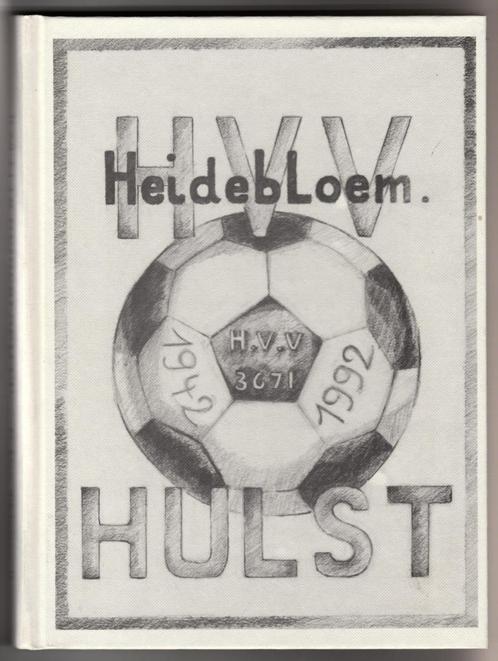 HVV
Heidebloem.
H.V.V
3671
1942
1992
HULST